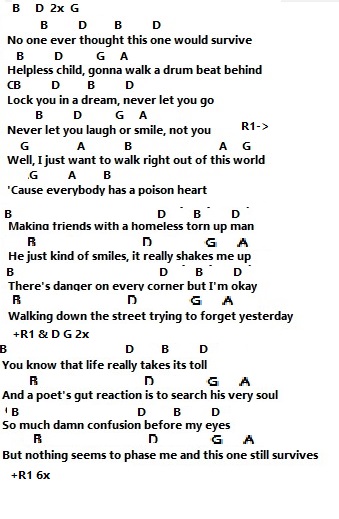 B D 2x G
B D B D
No one ever thought this one would survive
B D G A
Helpless child, gonna walk a drum beat behind
CB D B D
Lock you in a dream, never let you go
B D G A
Never let you laugh or smile, not you R1->
G A B A G
Well, I just want to walk right out of this world
.G A B
'Cause everybody has a poison heart
B D B D
Making friends with a homeless torn up man
B D G A
He just kind of smiles, it really shakes me up
B D B D
There's danger on every corner but I'm okay
B D G A
Walking down the street trying to forget yesterday
+R1 & D G 2x
B D B D
You know that life really takes its toll
B D G A
And a poet's gut reaction is to search his very soul
' B D B D
So much damn confusion before my eyes
B D G A
But nothing seems to phase me and this one still survives
+R1 6x